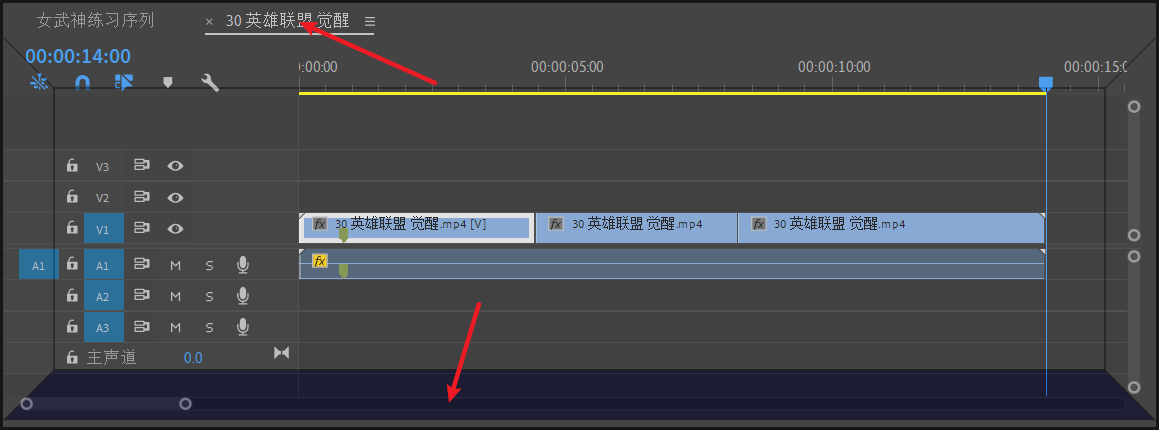 女武神练习序列 × 30 英雄联盟 觉醒 ☰
00:00:14:00
:00:00 00:00:05:00 00:00:10:00 00:00:15:
V3
V2
V1 fx 30 英雄联盟 觉醒.mp4 [V] fx 30 英雄联盟 觉醒.mp4 fx 30 英雄联盟 觉醒.mp4
A1 A1 M S fx
A2 M S
A3 M S
主声道 0.0